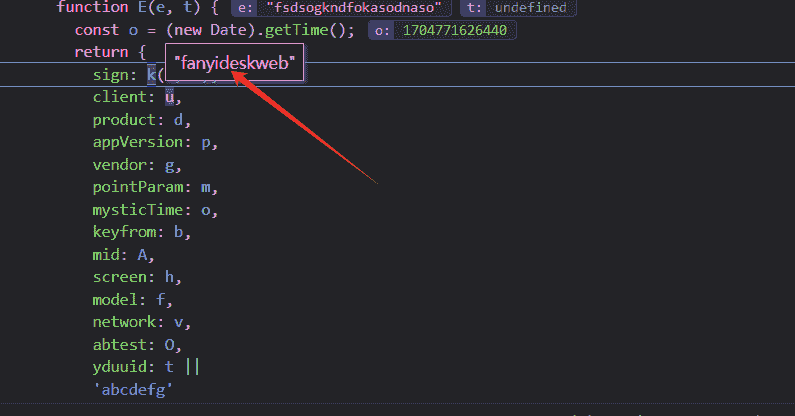 function E(e, t) { e: "fsdsogkndfokasodnaso" t: undefined
const o = (new Date).getTime(); o: 1704771626440
return {
"fanyideskweb"
sign: k(
client: u,
product: d,
appVersion: p,
vendor: g,
pointParam: m,
mysticTime: o,
keyfrom: b,
mid: A,
screen: h,
model: f,
network: v,
abtest: O,
yduuid: t ||
'abcdefg'